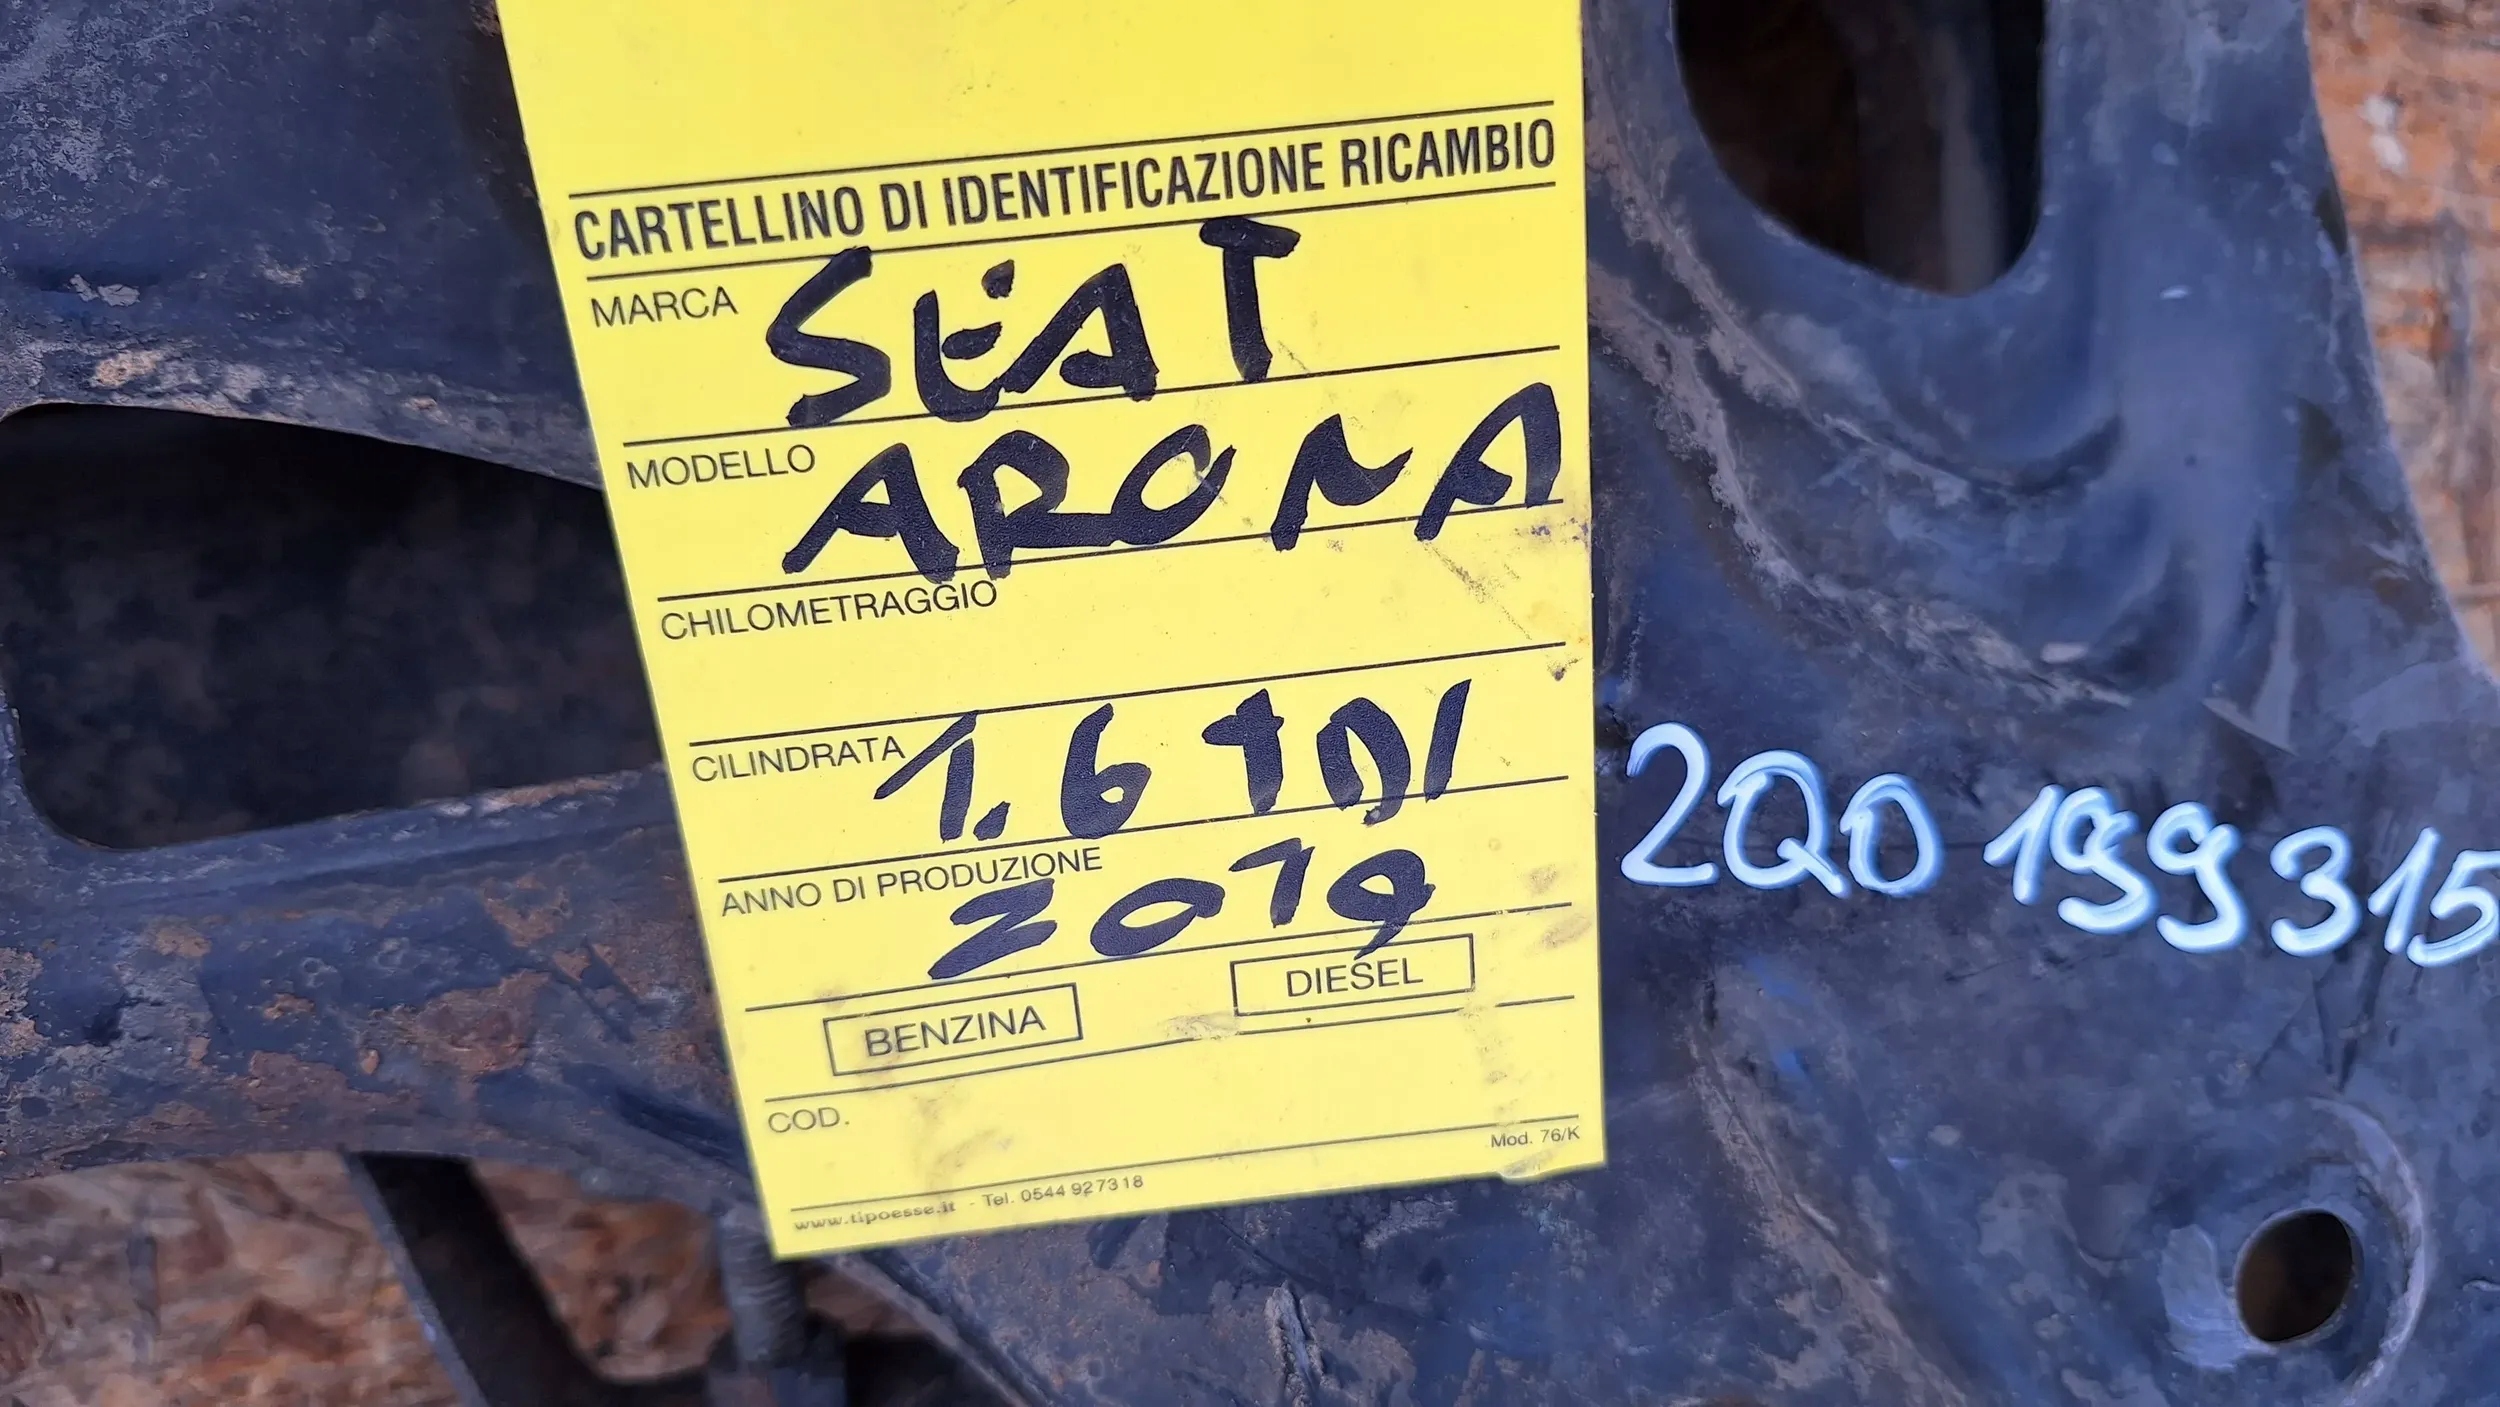 CARTELLINO DI IDENTIFICAZIONE RICAMBIO
MARCA SEAT
MODELLO ARONA
CHILOMETRAGGIO
CILINDRATA 1.6 TDI
ANNO DI PRODUZIONE 2019
BENZINA DIESEL
COD.
Mod. 76/K
www.tipoesse.it - Tel. 0544 927318
2Q0 199 315